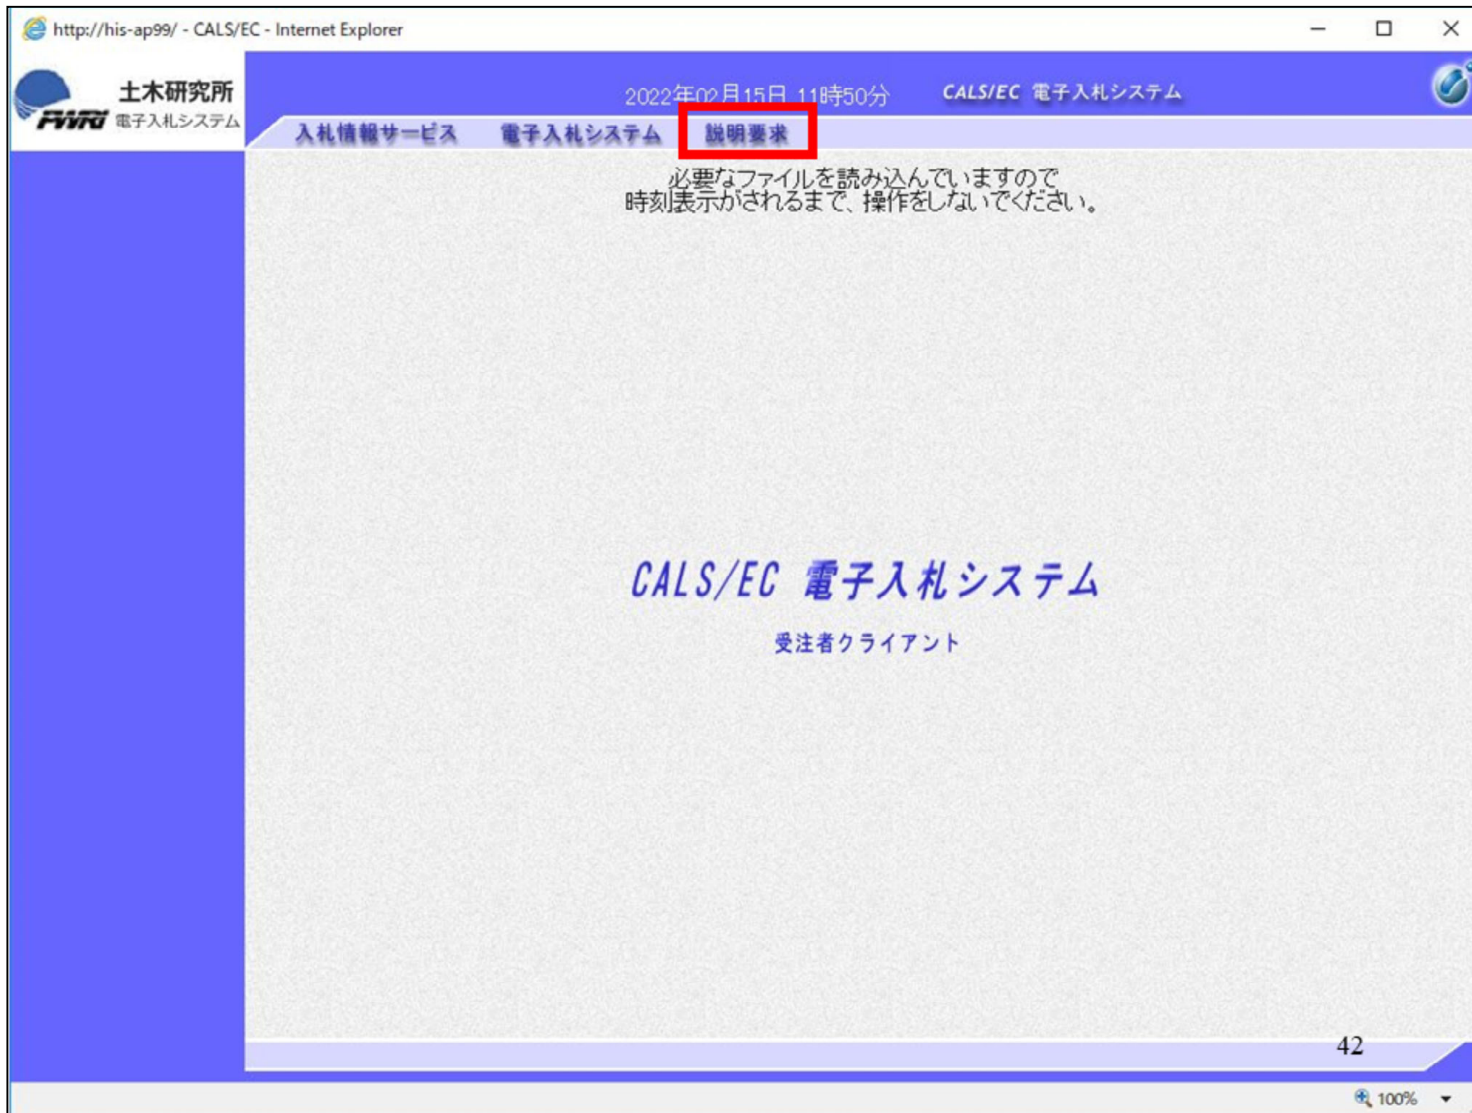 http://his-ap99/ - CALS/EC - Internet Explorer
土木研究所
PWRI 電子入札システム
2022年02月15日 11時50分
CALS/EC 電子入札システム
入札情報サービス 電子入札システム 説明要求
必要なファイルを読み込んでいますので
時刻表示がされるまで、操作をしないでください。
CALS/EC 電子入札システム
受注者クライアント
42
100%